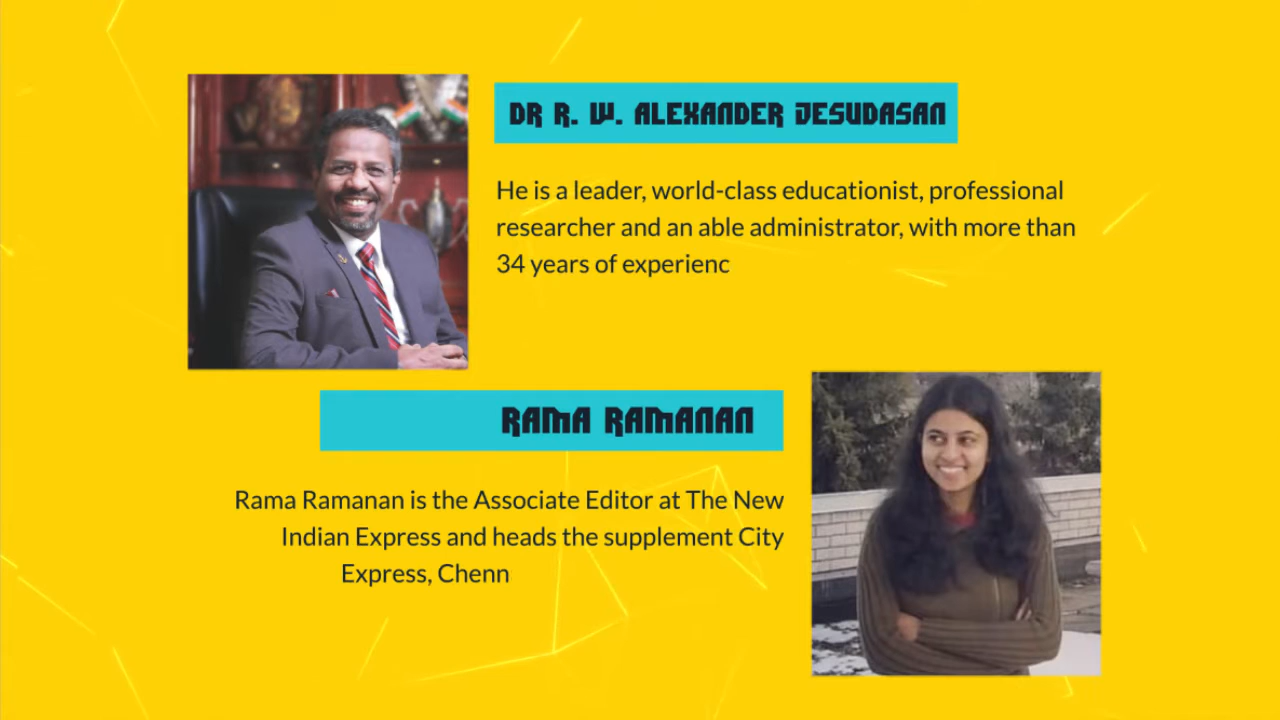 DR R. W. ALEXANDER JESUDASAN
He is a leader, world-class educationist, professional
researcher and an able administrator, with more than
34 years of experienc
RAMA RAMANAN
Rama Ramanan is the Associate Editor at The New
Indian Express and heads the supplement City
Express, Chenn